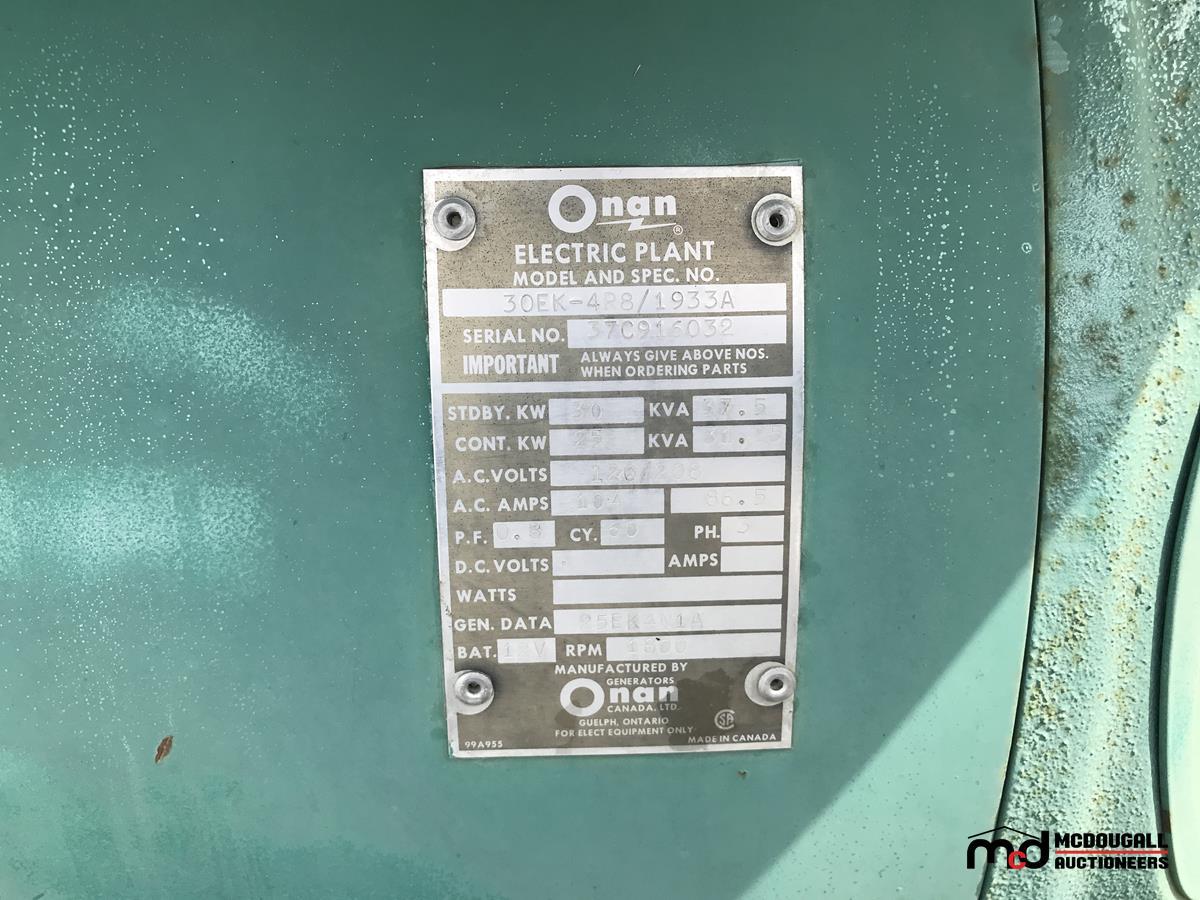 Onan ®
ELECTRIC PLANT
MODEL AND SPEC. NO.
30EK-4R8/1933A
SERIAL NO. 37C916032
IMPORTANT ALWAYS GIVE ABOVE NOS.
WHEN ORDERING PARTS
STDBY. KW 30 KVA 37.5
CONT. KW 25 KVA
A.C. VOLTS 120/208
A.C. AMPS 104 86.5
P.F. 0.8 CY. 60 PH. 3
D.C. VOLTS AMPS
WATTS
GEN. DATA
BAT. 12V RPM 1800
MANUFACTURED BY
GENERATORS
Onan
CANADA, LTD.
GUELPH, ONTARIO
FOR ELECT EQUIPMENT ONLY
99A955 MADE IN CANADA
mcd MCDOUGALL
AUCTIONEERS